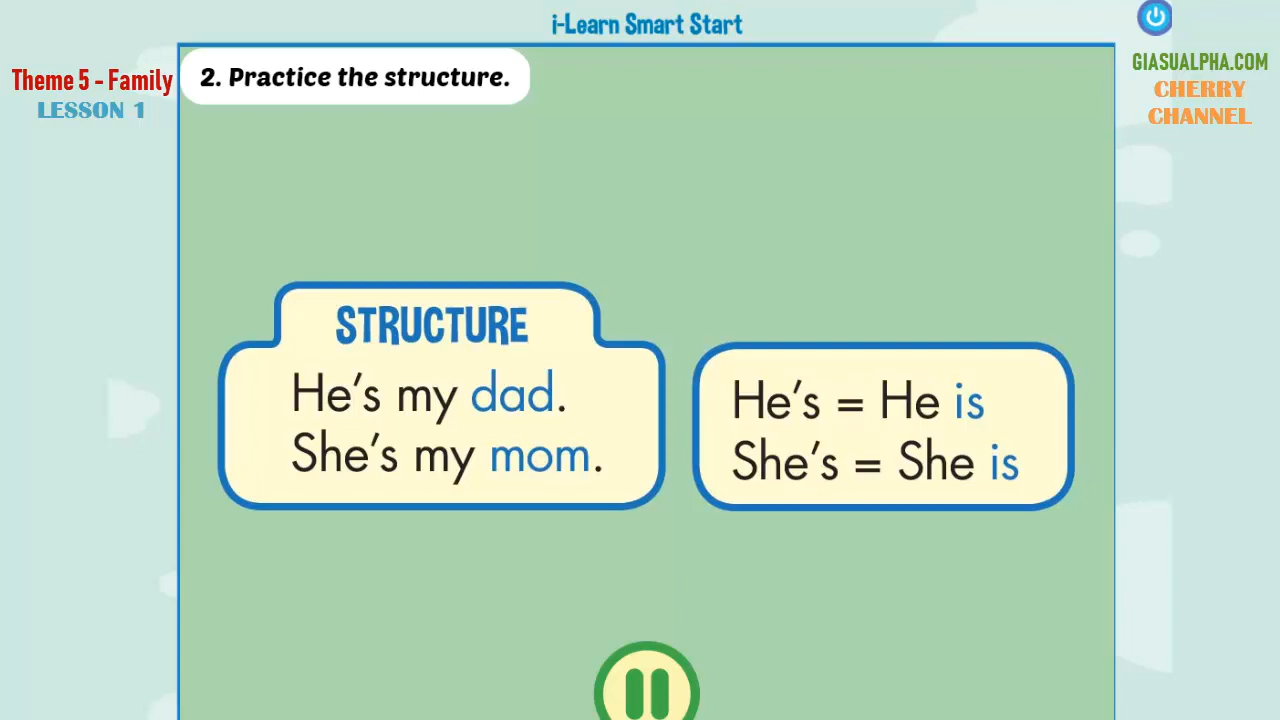 i-Learn Smart Start
Theme 5 - Family
LESSON 1
2. Practice the structure.
GIASUALPHA.COM
CHERRY
CHANNEL
STRUCTURE
He's my dad.
She's my mom.
He's = He is
She's = She is